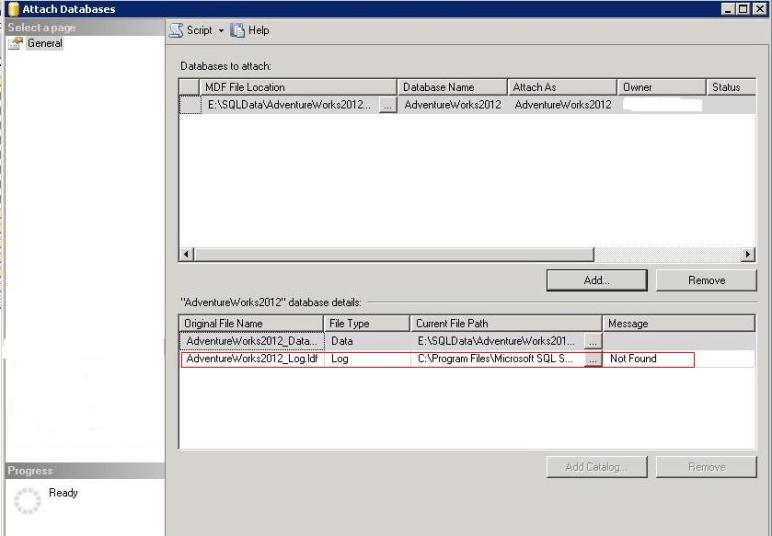 Attach Databases
Select a page
General
Script Help
Databases to attach:
MDF File Location Database Name Attach As Owner Status
E:\SQLData\AdventureWorks2012... ... AdventureWorks2012 AdventureWorks2012
Add... Remove
"AdventureWorks2012" database details:
Original File Name File Type Current File Path Message
AdventureWorks2012_Data... Data E:\SQLData\AdventureWorks201... ...
AdventureWorks2012_Log.ldf Log C:\Program Files\Microsoft SQL S... ... Not Found
Add Catalog... Remove
Progress
Ready